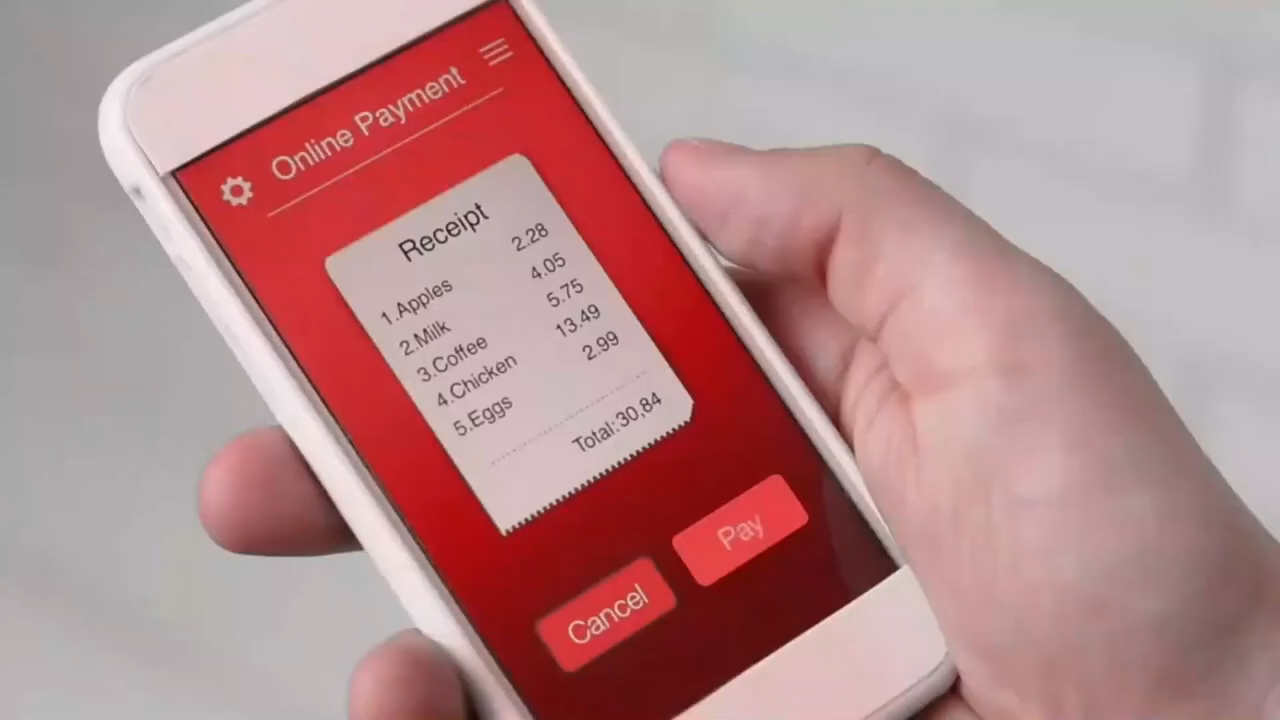 Online Payment
Receipt
1.Apples 2.28
2.Milk 4.05
3.Coffee 5.75
4.Chicken 13.49
5.Eggs 2.99
Total:30,84
Cancel Pay